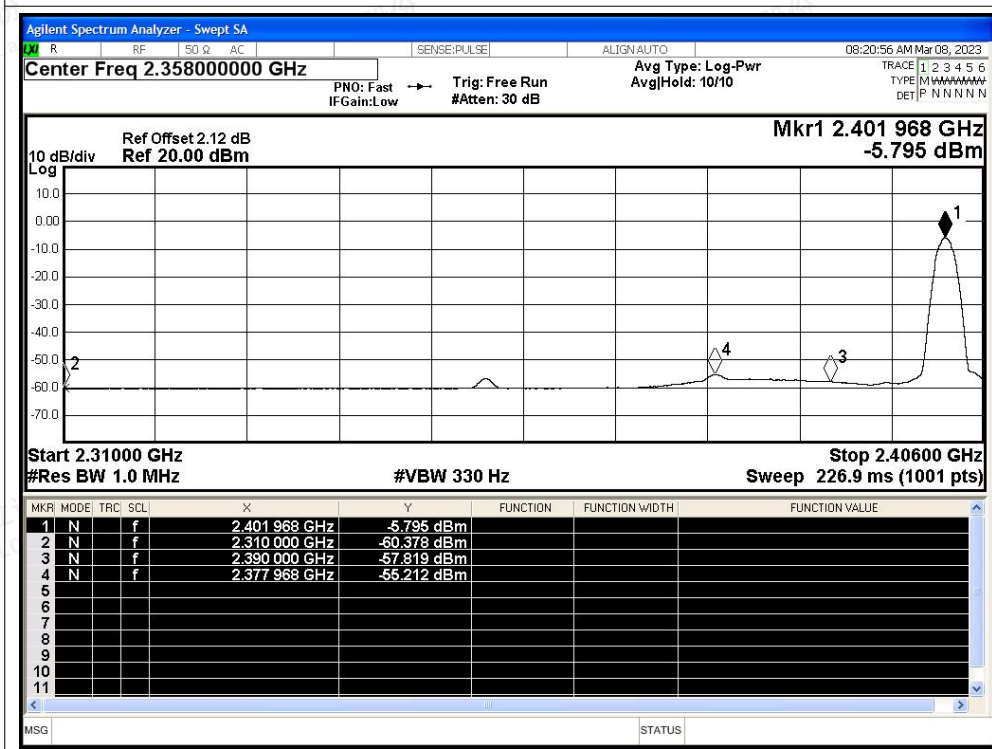 Agilent Spectrum Analyzer - Swept SA
LXI R RF 50 Ω AC SENSE:PULSE ALIGN AUTO 08:20:56 AM Mar 08, 2023
Center Freq 2.358000000 GHz
PNO: Fast
IFGain:Low
Trig: Free Run
#Atten: 30 dB
Avg Type: Log-Pwr
Avg|Hold: 10/10
TRACE 1 2 3 4 5 6
TYPE M WWWWW
DET P N N N N N
Ref Offset 2.12 dB
10 dB/div Ref 20.00 dBm
Log
Mkr1 2.401 968 GHz
-5.795 dBm
10.0
0.00
-10.0
-20.0
-30.0
-40.0
-50.0
-60.0
-70.0
1
2
4
3
Start 2.31000 GHz Stop 2.40600 GHz
#Res BW 1.0 MHz #VBW 330 Hz Sweep 226.9 ms (1001 pts)
MKR MODE TRC SCL X Y FUNCTION FUNCTION WIDTH FUNCTION VALUE
1 N f 2.401 968 GHz -5.795 dBm
2 N f 2.310 000 GHz -60.378 dBm
3 N f 2.390 000 GHz -57.819 dBm
4 N f 2.377 968 GHz -55.212 dBm
5
6
7
8
9
10
11
MSG STATUS